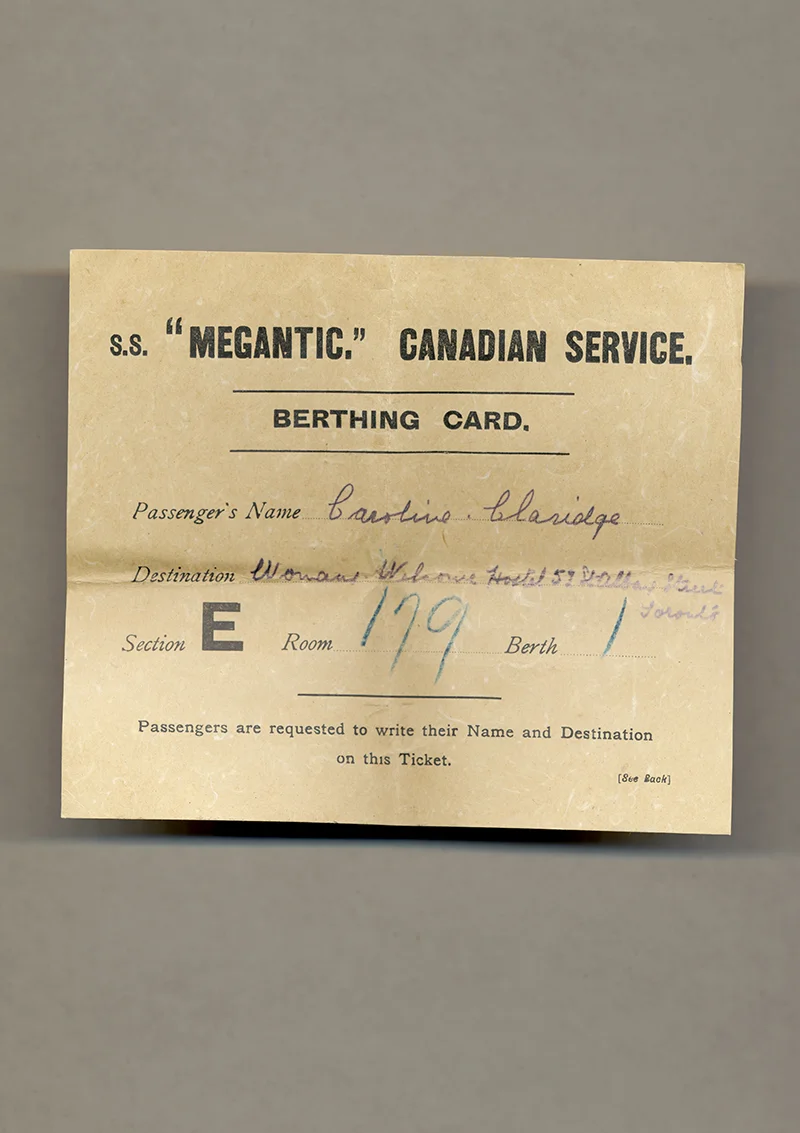 S.S. "MEGANTIC." CANADIAN SERVICE.
BERTHING CARD.
Passenger's Name Caroline. Claridge
Destination Womans Welcome Hostel 52 St Albans Street
Toronto
Section E Room 179 Berth 1
Passengers are requested to write their Name and Destination
on this Ticket.
[See Back]